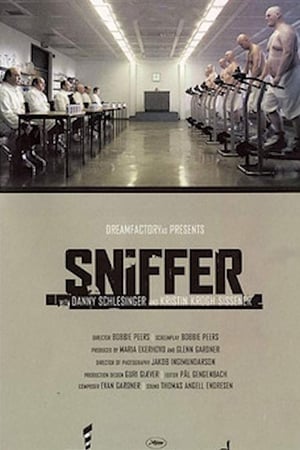 DREAMFACTORY AS PRESENTS
SNiFFER
WITH DANNY SCHLESINGER AND KRISTIN KROGH SISSENER
DIRECTOR BOBBIE PEERS SCREENPLAY BOBBIE PEERS
PRODUCED BY MARIA EKERHOVD AND GLENN GARDNER
DIRECTOR OF PHOTOGRAPHY JAKOB INGIMUNDARSON
PRODUCTION DESIGN GURI GIÆVER EDITOR PÅL GENGENBACH
COMPOSER EVAN GARDNER SOUND THOMAS ANGELL ENDRESEN